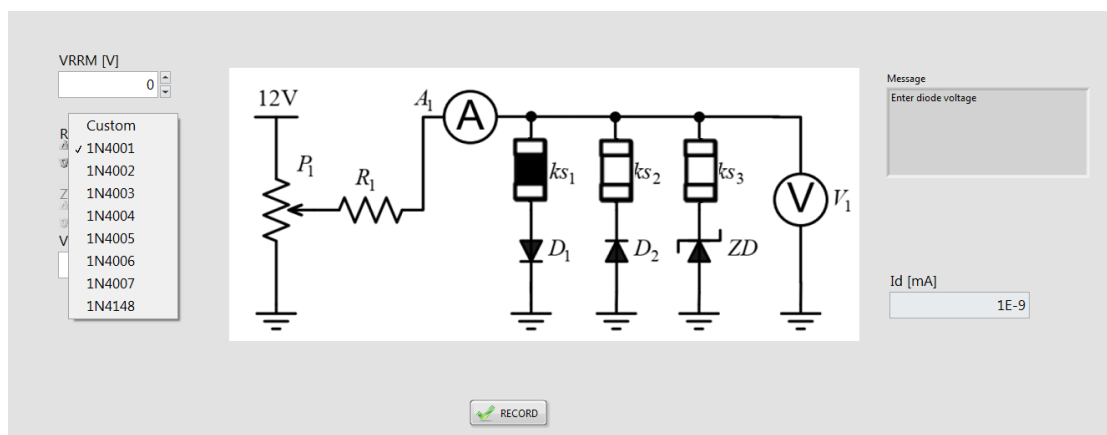 VRRM [V]
0
Custom
1N4001
1N4002
1N4003
1N4004
1N4005
1N4006
1N4007
1N4148
R
Z
V
12V
P1
R1
A1
A
ks1
ks2
ks3
D1
D2
ZD
V
V1
Message
Enter diode voltage
Id [mA]
1E-9
RECORD